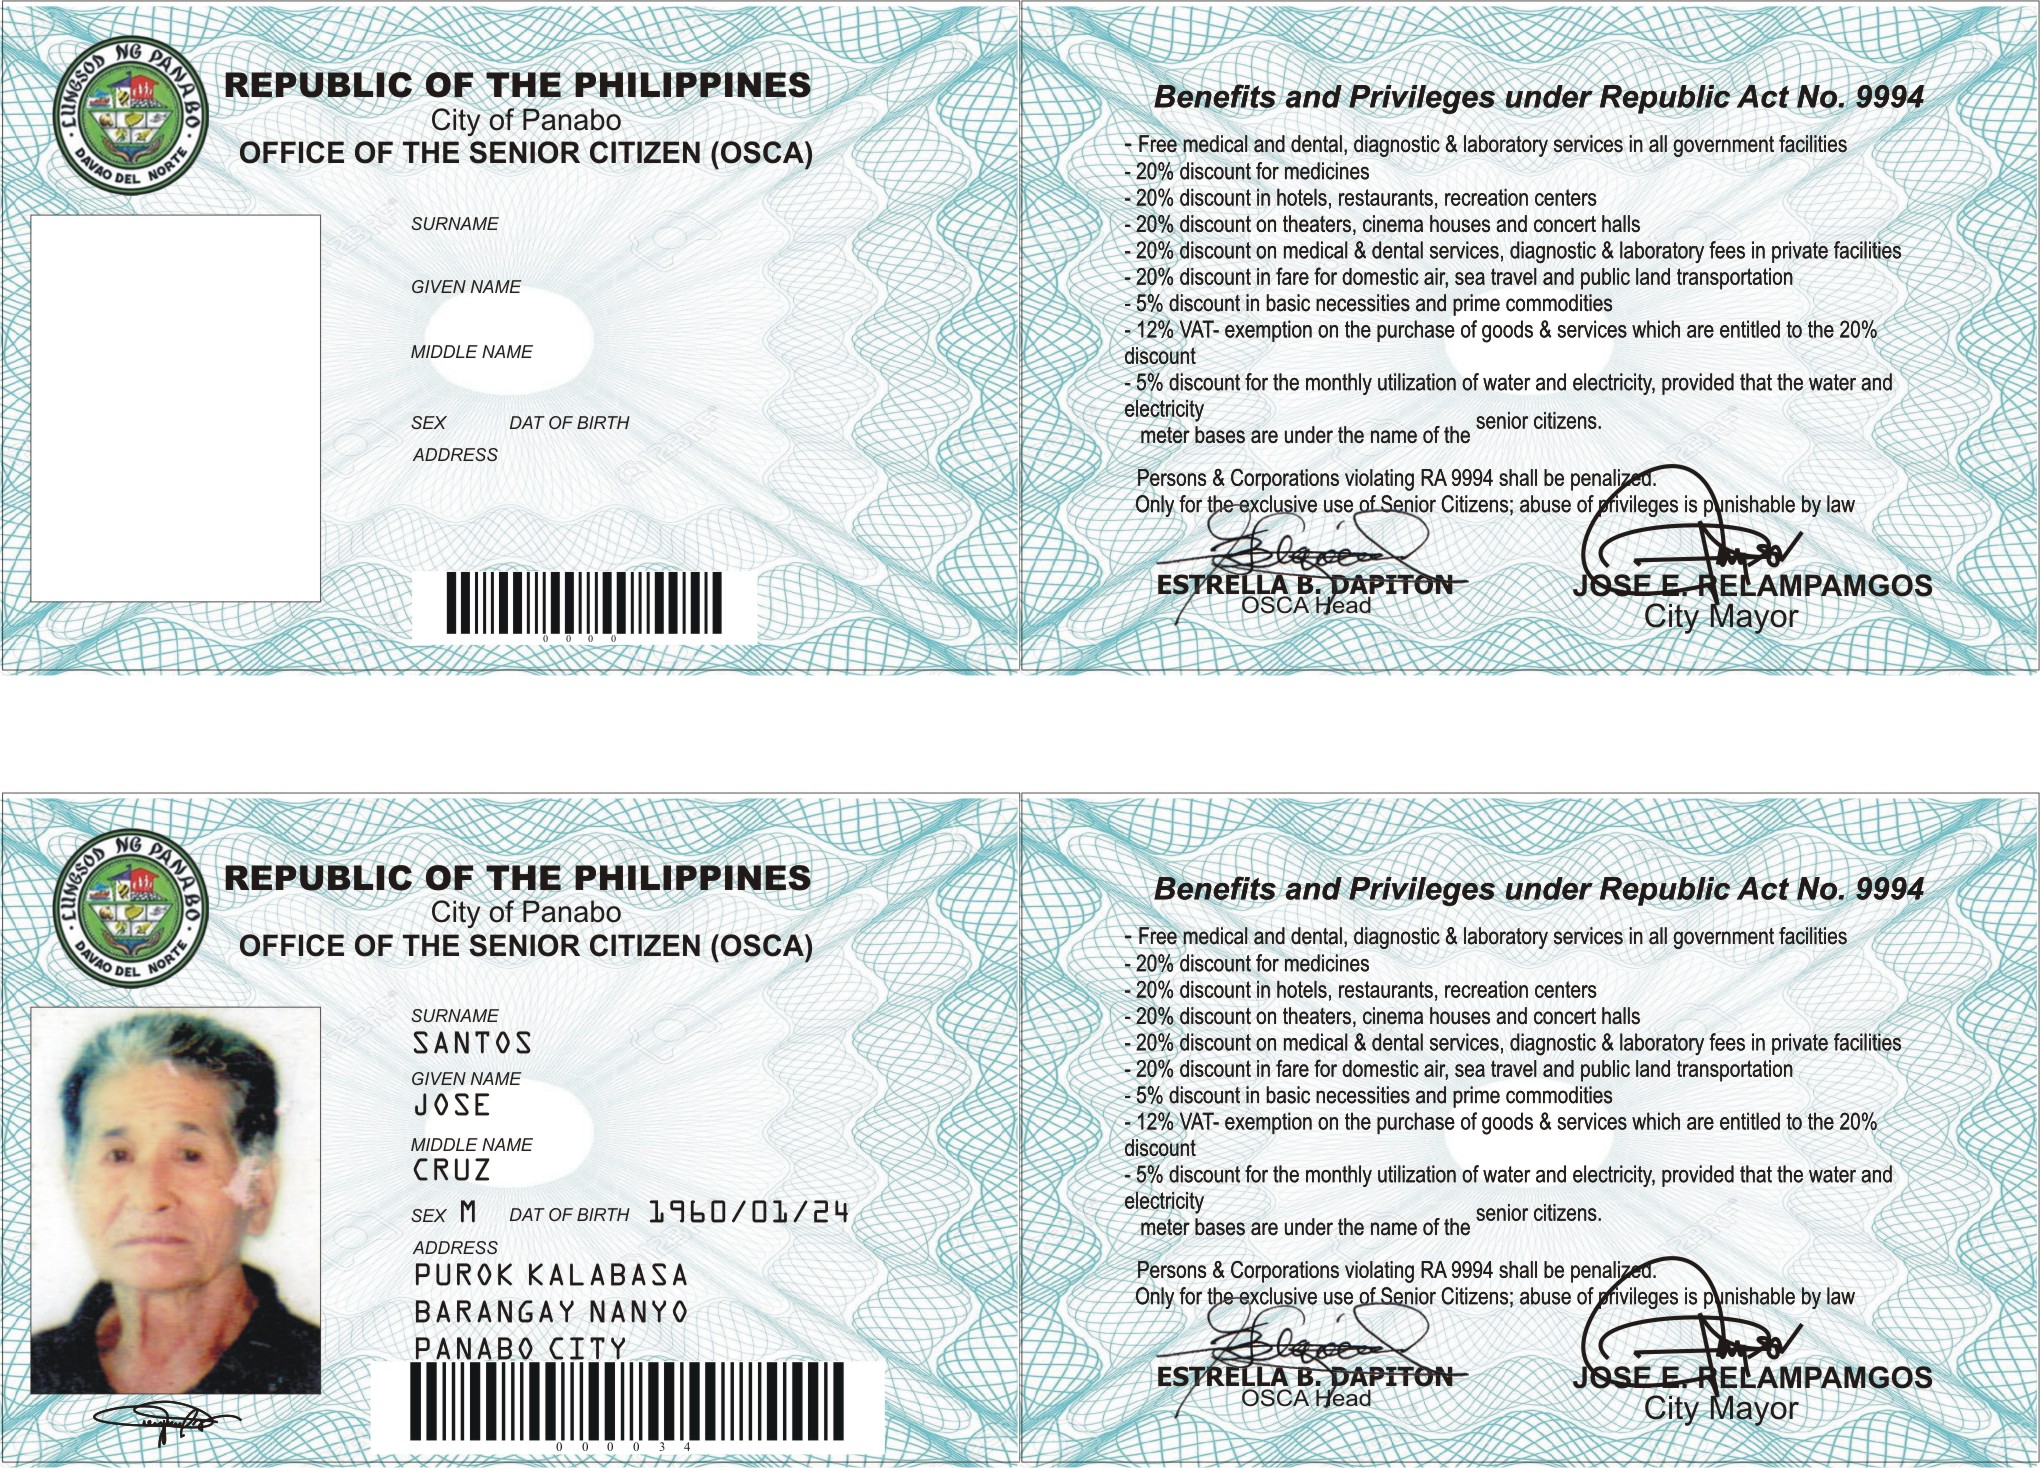 LUNGSOD NG PANABO
DAVAO DEL NORTE
REPUBLIC OF THE PHILIPPINES
City of Panabo
OFFICE OF THE SENIOR CITIZEN (OSCA)
SURNAME
GIVEN NAME
MIDDLE NAME
SEX DAT OF BIRTH
ADDRESS
0 0 0 0
Benefits and Privileges under Republic Act No. 9994
- Free medical and dental, diagnostic & laboratory services in all government facilities
- 20% discount for medicines
- 20% discount in hotels, restaurants, recreation centers
- 20% discount on theaters, cinema houses and concert halls
- 20% discount on medical & dental services, diagnostic & laboratory fees in private facilities
- 20% discount in fare for domestic air, sea travel and public land transportation
- 5% discount in basic necessities and prime commodities
- 12% VAT- exemption on the purchase of goods & services which are entitled to the 20%
discount
- 5% discount for the monthly utilization of water and electricity, provided that the water and
electricity
meter bases are under the name of the senior citizens.
Persons & Corporations violating RA 9994 shall be penalized.
Only for the exclusive use of Senior Citizens; abuse of privileges is punishable by law
ESTRELLA B. DAPITON
OSCA Head
JOSE E. RELAMPAMGOS
City Mayor
LUNGSOD NG PANABO
DAVAO DEL NORTE
REPUBLIC OF THE PHILIPPINES
City of Panabo
OFFICE OF THE SENIOR CITIZEN (OSCA)
SURNAME
SANTOS
GIVEN NAME
JOSE
MIDDLE NAME
CRUZ
SEX M DAT OF BIRTH 1960/01/24
ADDRESS
PUROK KALABASA
BARANGAY NANYO
PANABO CITY
0 0 0 0 3 4
Benefits and Privileges under Republic Act No. 9994
- Free medical and dental, diagnostic & laboratory services in all government facilities
- 20% discount for medicines
- 20% discount in hotels, restaurants, recreation centers
- 20% discount on theaters, cinema houses and concert halls
- 20% discount on medical & dental services, diagnostic & laboratory fees in private facilities
- 20% discount in fare for domestic air, sea travel and public land transportation
- 5% discount in basic necessities and prime commodities
- 12% VAT- exemption on the purchase of goods & services which are entitled to the 20%
discount
- 5% discount for the monthly utilization of water and electricity, provided that the water and
electricity
meter bases are under the name of the senior citizens.
Persons & Corporations violating RA 9994 shall be penalized.
Only for the exclusive use of Senior Citizens; abuse of privileges is punishable by law
ESTRELLA B. DAPITON
OSCA Head
JOSE E. RELAMPAMGOS
City Mayor